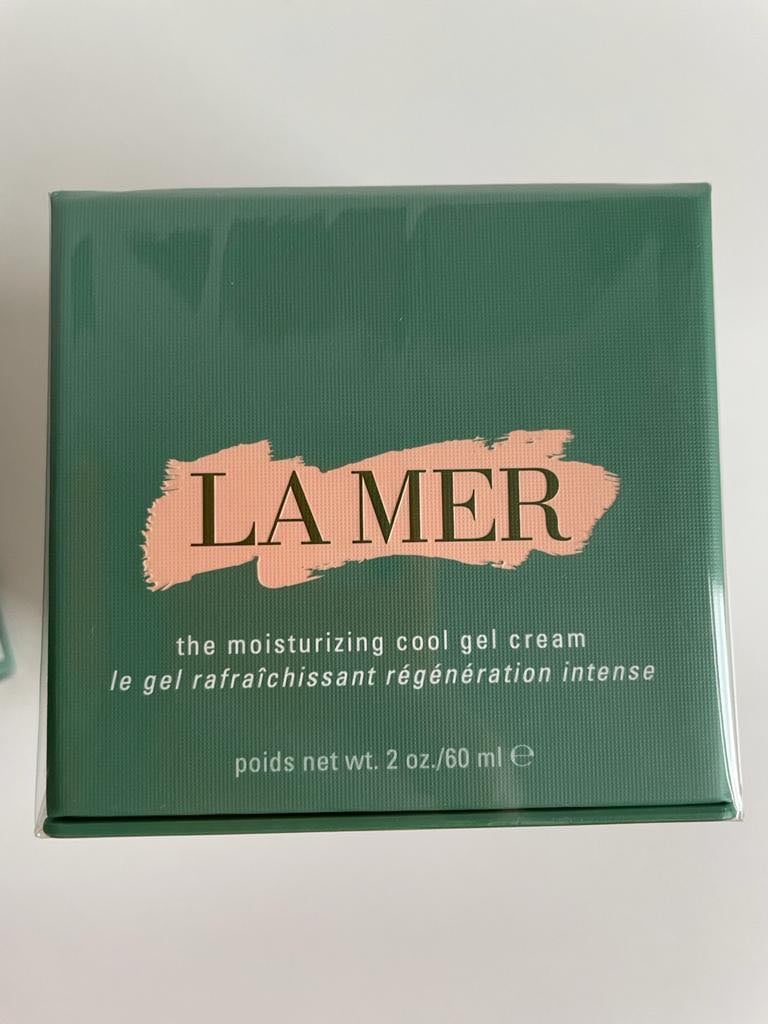 LA MER
the moisturizing cool gel cream
le gel rafraîchissant régénération intense
poids net wt. 2 oz./60 ml ℮